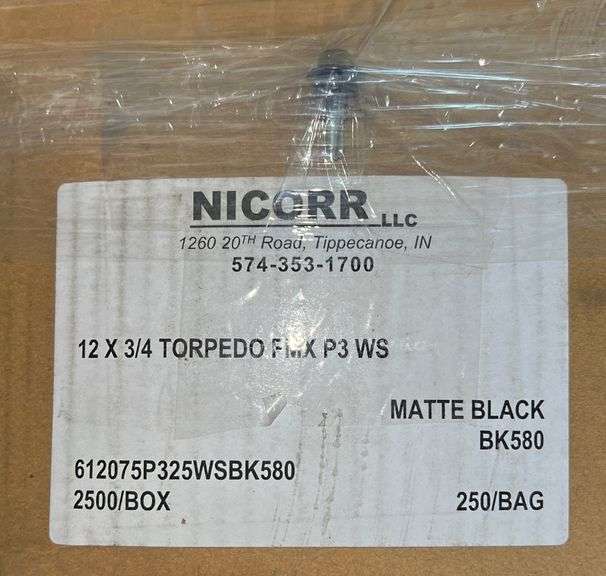 NICORR LLC
1260 20TH Road, Tippecanoe, IN
574-353-1700
12 X 3/4 TORPEDO FMX P3 WS
MATTE BLACK
BK580
612075P325WSBK580
2500/BOX 250/BAG